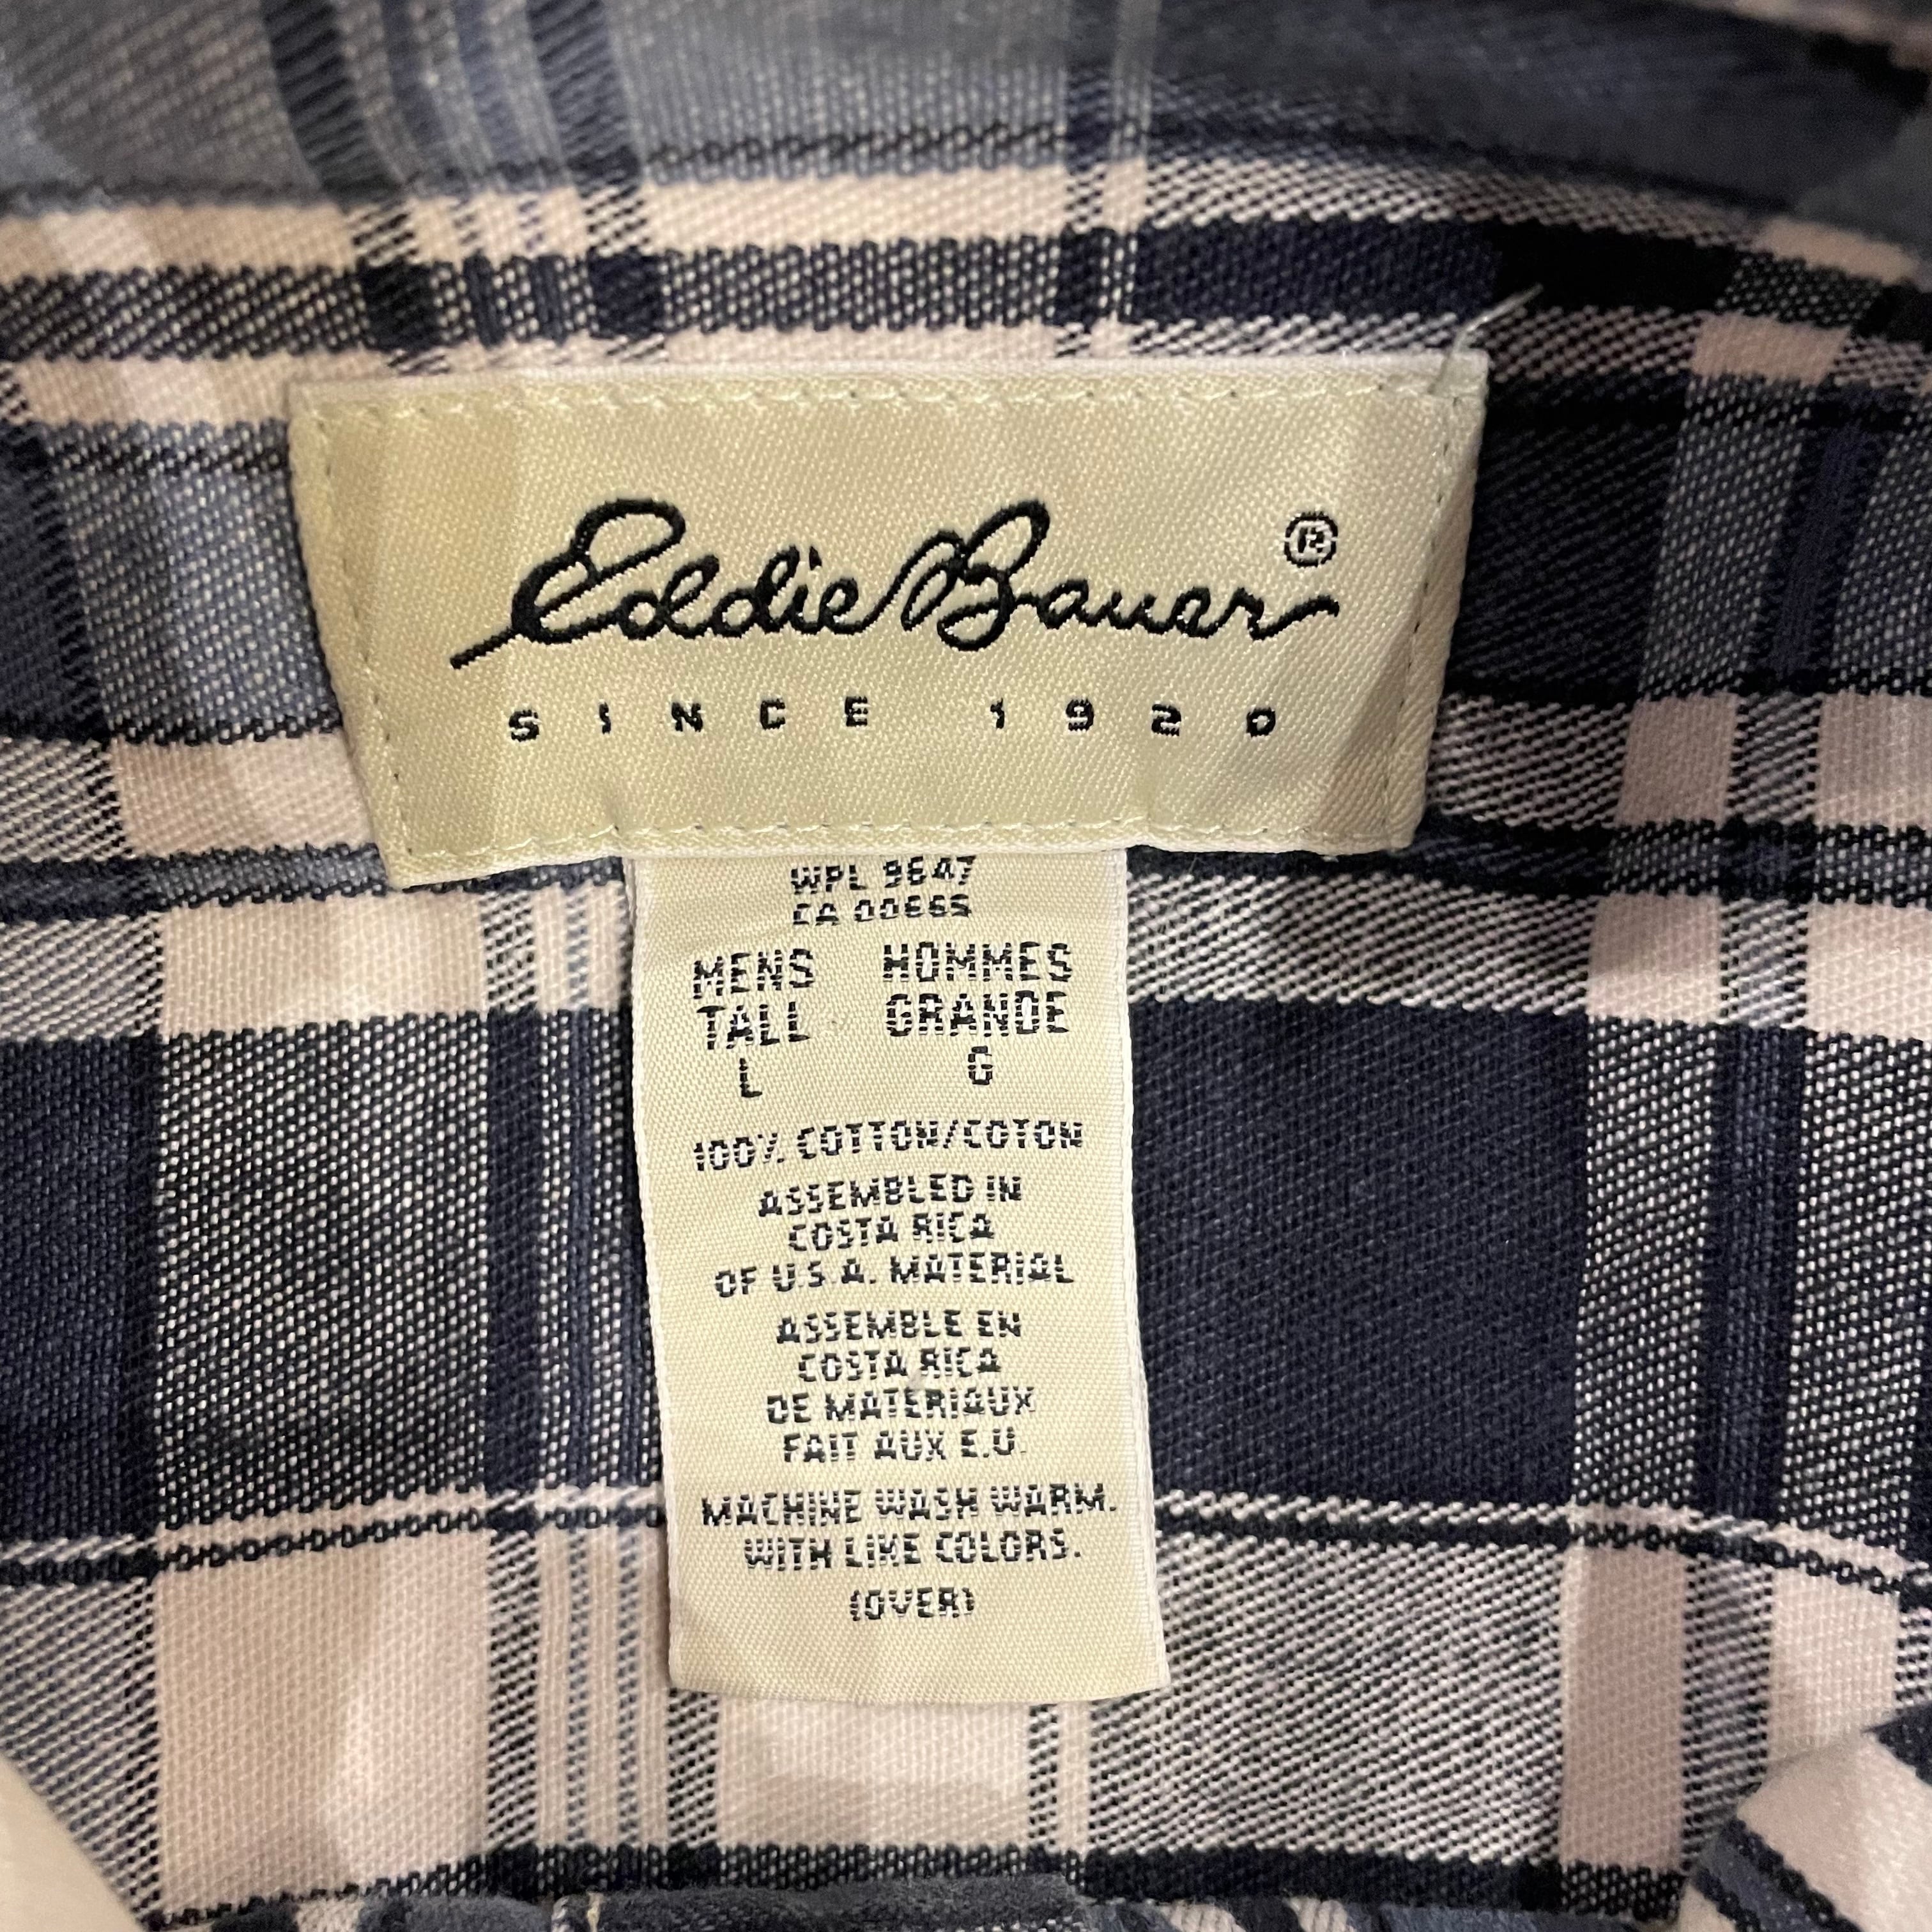 Eddie Bauer ®
SINCE 1920
WPL 9647
CA 00665
MENS HOMMES
TALL GRANDE
L G
100% COTTON/COTON
ASSEMBLED IN
COSTA RICA
OF U.S.A. MATERIAL
ASSEMBLE EN
COSTA RICA
DE MATERIAUX
FAIT AUX E.U.
MACHINE WASH WARM.
WITH LIKE COLORS.
(OVER)